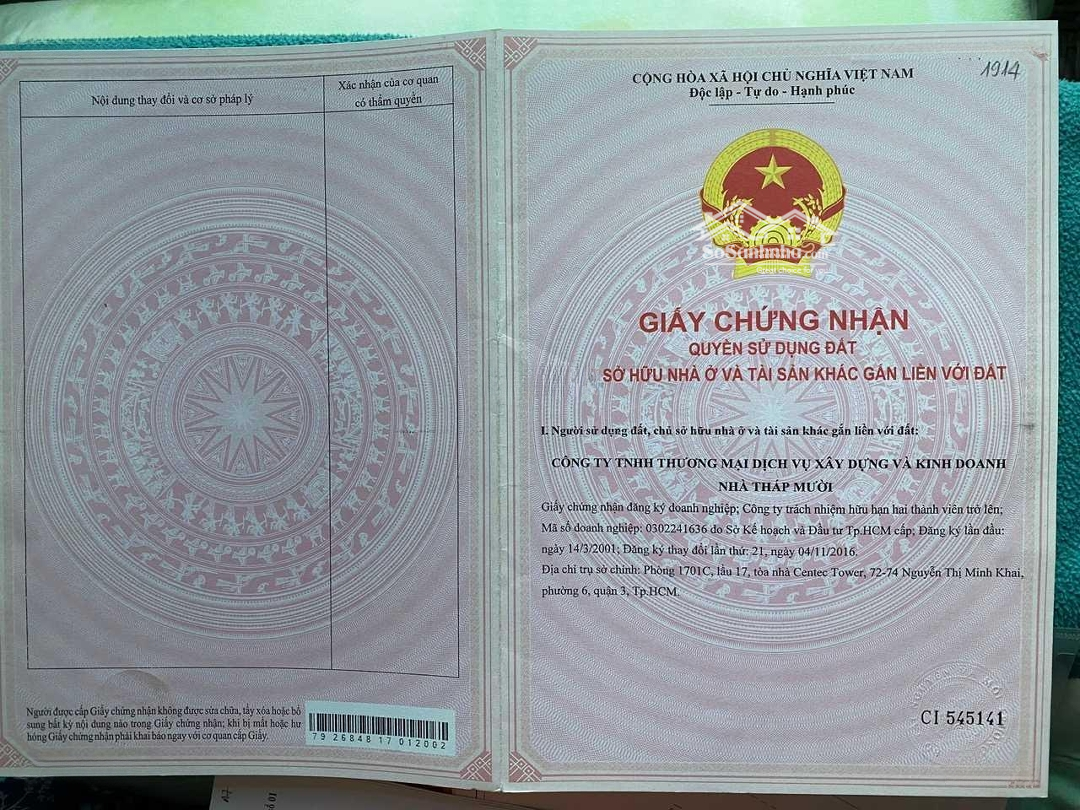 Nội dung thay đổi và cơ sở pháp lý
Xác nhận của cơ quan
có thẩm quyền
Người được cấp Giấy chứng nhận không được sửa chữa, tẩy xóa hoặc bổ
sung bất kỳ nội dung nào trong Giấy chứng nhận; khi bị mất hoặc hư
hỏng Giấy chứng nhận phải khai báo ngay với cơ quan cấp Giấy.
79 26848 17 012002
CỘNG HÒA XÃ HỘI CHỦ NGHĨA VIỆT NAM
1914
Độc lập - Tự do - Hạnh phúc
SoSanhnha.com
GIẤY CHỨNG NHẬN
QUYỀN SỬ DỤNG ĐẤT
SỞ HỮU NHÀ Ở VÀ TÀI SẢN KHÁC GẮN LIỀN VỚI ĐẤT
I. Người sử dụng đất, chủ sở hữu nhà ở và tài sản khác gắn liền với đất:
CÔNG TY TNHH THƯƠNG MẠI DỊCH VỤ XÂY DỰNG VÀ KINH DOANH
NHÀ THÁP MƯỜI
Giấy chứng nhận đăng ký doanh nghiệp; Công ty trách nhiệm hữu hạn hai thành viên trở lên;
Mã số doanh nghiệp: 0302241636 do Sở Kế hoạch và Đầu tư Tp.HCM cấp; Đăng ký lần đầu:
ngày 14/3/2001; Đăng ký thay đổi lần thứ: 21, ngày 04/11/2016.
Địa chỉ trụ sở chính: Phòng 1701C, lầu 17, tòa nhà Centec Tower, 72-74 Nguyễn Thị Minh Khai,
phường 6, quận 3, Tp.HCM.
CI 545141